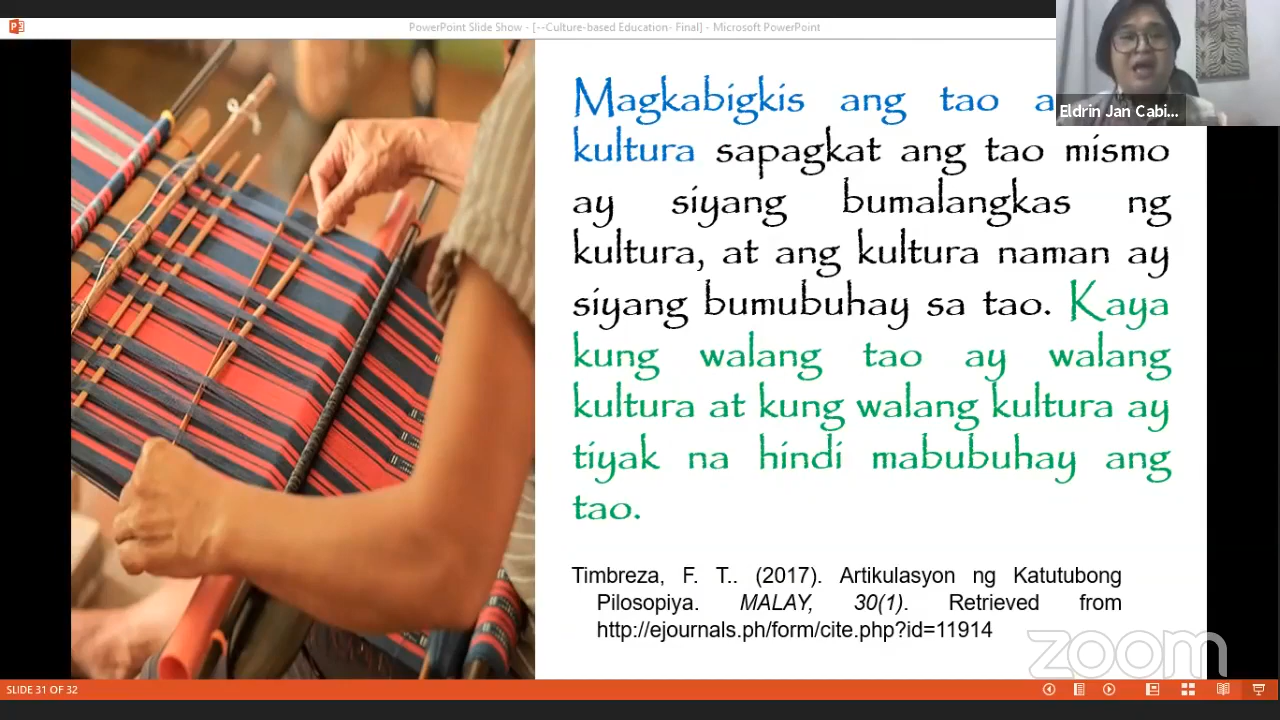 PowerPoint Slide Show - [--Culture-based Education- Final] - Microsoft PowerPoint
Eldrin Jan Cabi...
Magkabigkis ang tao a
kultura sapagkat ang tao mismo
ay siyang bumalangkas ng
kultura, at ang kultura naman ay
siyang bumubuhay sa tao. Kaya
kung walang tao ay walang
kultura at kung walang kultura ay
tiyak na hindi mabubuhay ang
tao.
Timbreza, F. T.. (2017). Artikulasyon ng Katutubong
Pilosopiya. MALAY, 30(1). Retrieved from
http://ejournals.ph/form/cite.php?id=11914
zoom
SLIDE 31 OF 32